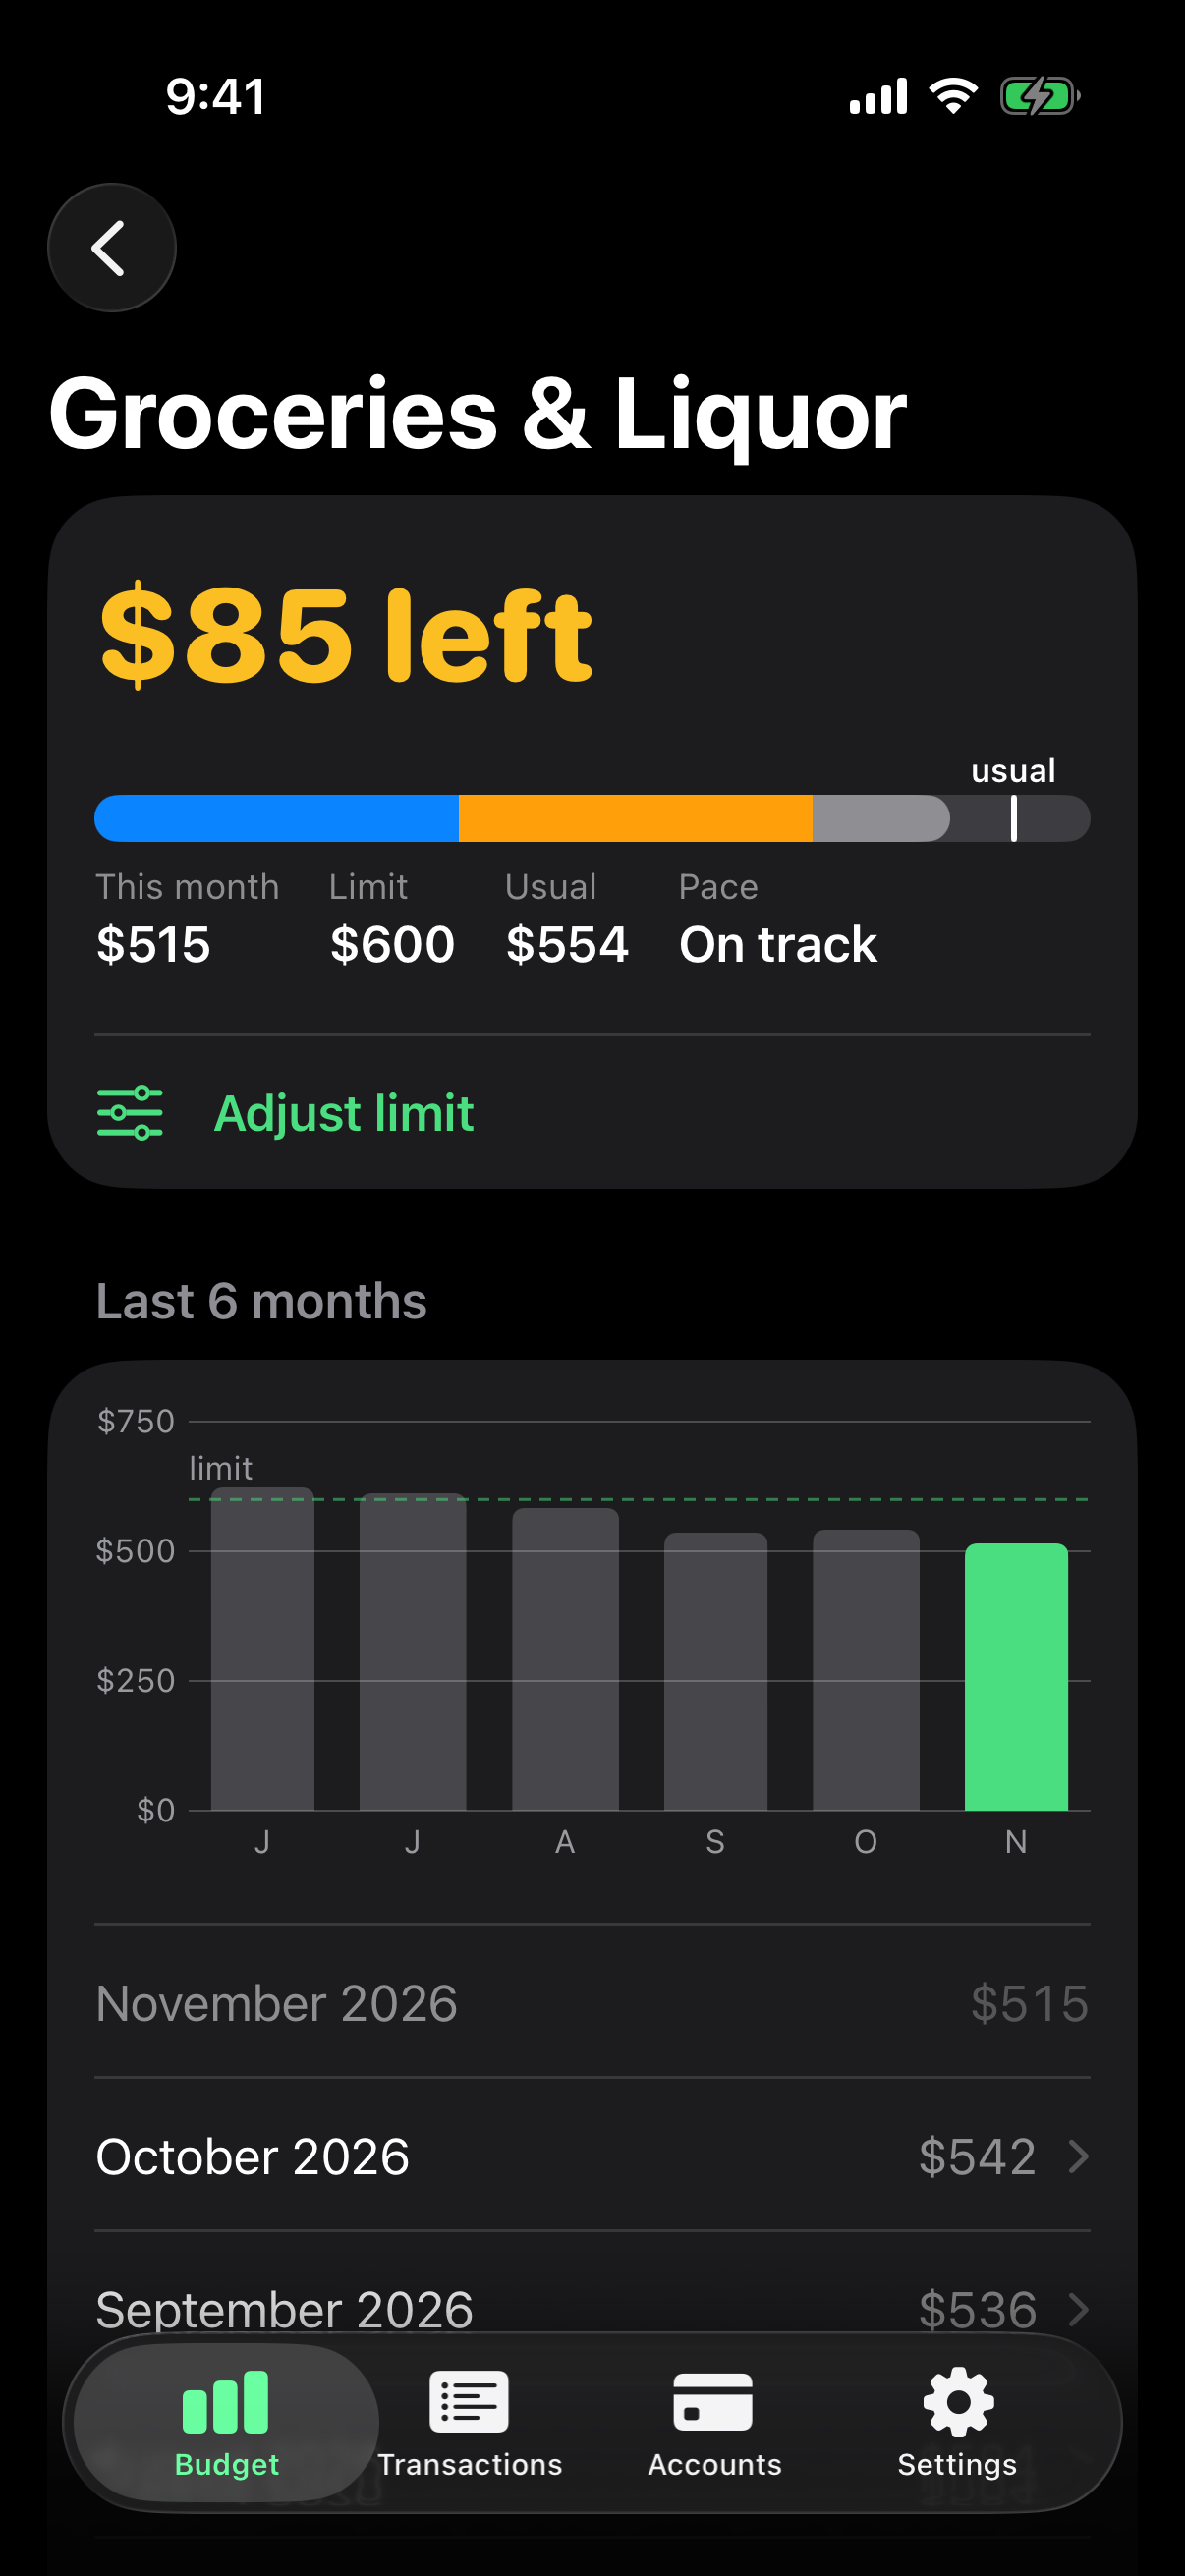 9:41
Groceries & Liquor
$85 left
usual
This month Limit Usual Pace
$515 $600 $554 On track
Adjust limit
Last 6 months
$750
limit
$500
$250
$0
J J A S O N
November 2026 $515
October 2026 $542
September 2026 $536
Budget Transactions Accounts Settings